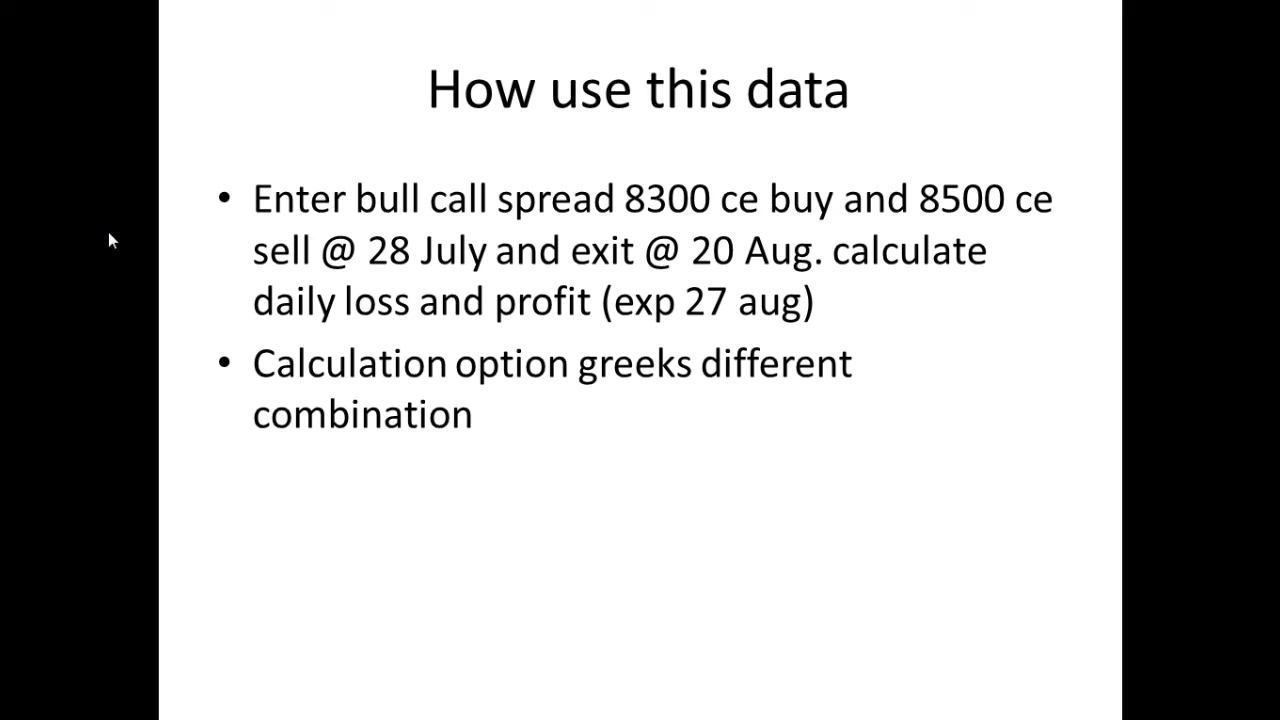 How use this data
• Enter bull call spread 8300 ce buy and 8500 ce
sell @ 28 July and exit @ 20 Aug. calculate
daily loss and profit (exp 27 aug)
• Calculation option greeks different
combination